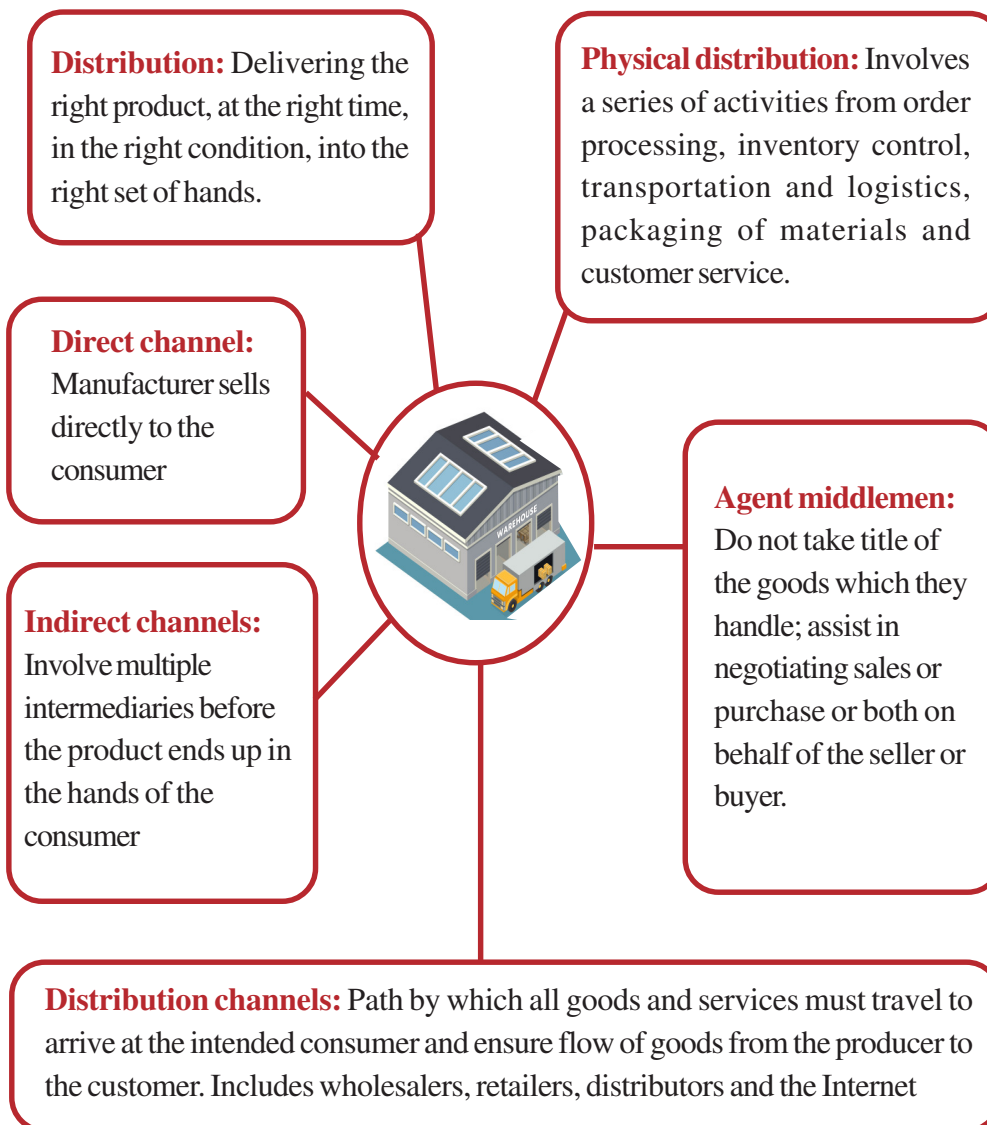 Distribution: Delivering the
right product, at the right time,
in the right condition, into the
right set of hands.
Physical distribution: Involves
a series of activities from order
processing, inventory control,
transportation and logistics,
packaging of materials and
customer service.
Direct channel:
Manufacturer sells
directly to the
consumer
WAREHOUSE
Agent middlemen:
Do not take title of
the goods which they
handle; assist in
negotiating sales or
purchase or both on
behalf of the seller or
buyer.
Indirect channels:
Involve multiple
intermediaries before
the product ends up in
the hands of the
consumer
Distribution channels: Path by which all goods and services must travel to
arrive at the intended consumer and ensure flow of goods from the producer to
the customer. Includes wholesalers, retailers, distributors and the Internet